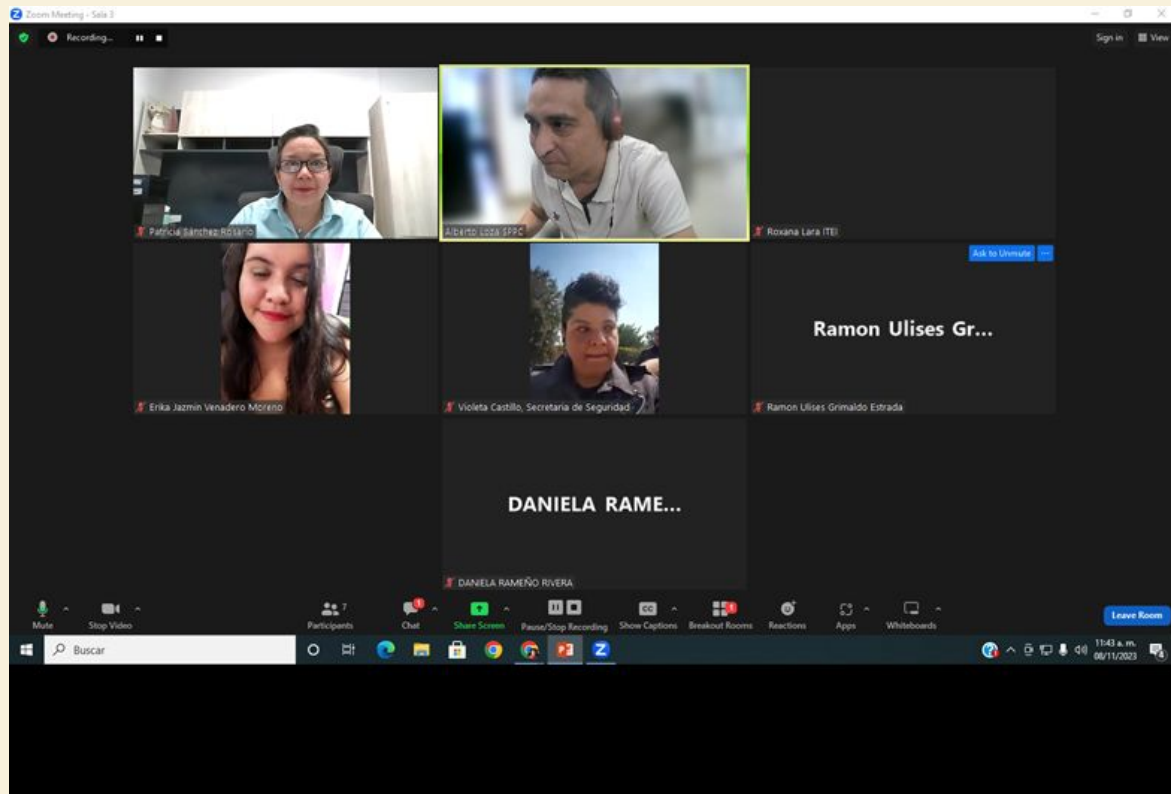 Zoom Meeting - Sala 3
Recording...
Sign in
View
Patricia Sánchez Rosario
Alberto Loza SPPC
Roxana Lara ITEI
Erika Jazmin Venadero Moreno
Violeta Castillo, Secretaria de Seguridad
Ask to Unmute
Ramon Ulises Gr...
Ramon Ulises Grimaldo Estrada
DANIELA RAME...
DANIELA RAMEÑO RIVERA
Mute
Stop Video
7
Participants
1
Chat
Share Screen
Pause/Stop Recording
CC
Show Captions
1
Breakout Rooms
Reactions
Apps
Whiteboards
Leave Room
Buscar
11:43 a. m.
08/11/2023